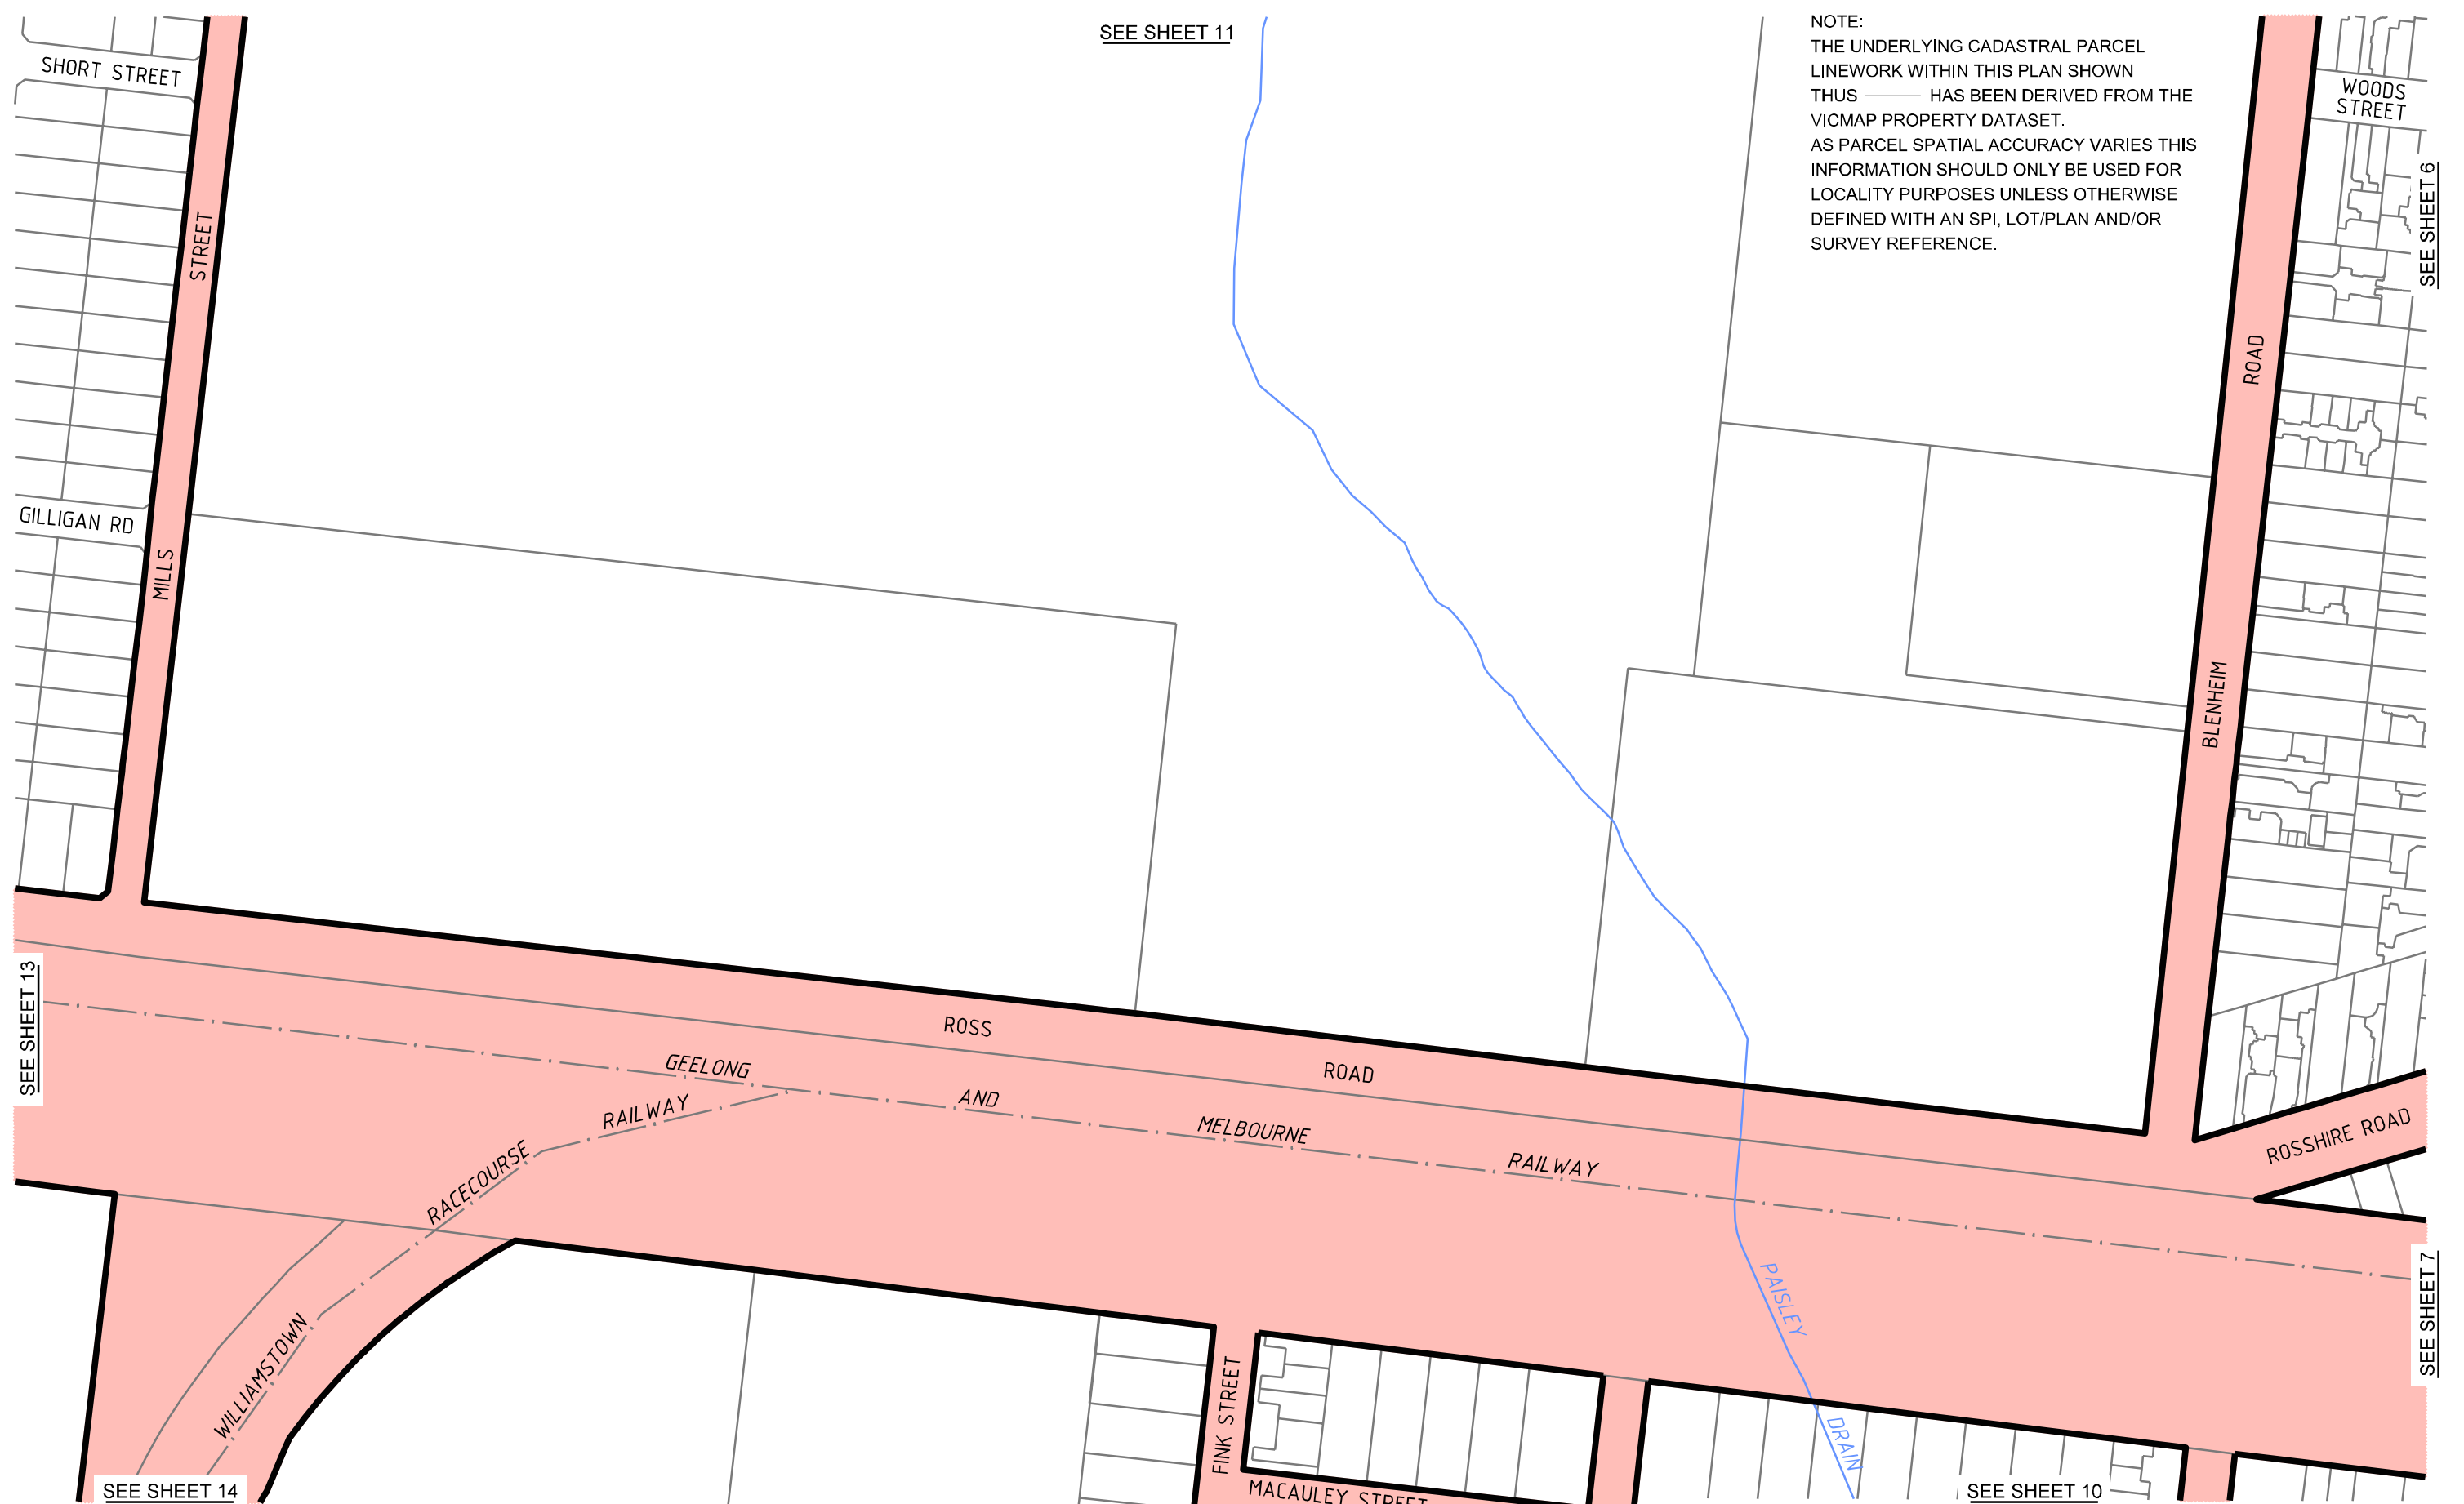 SEE SHEET 11
NOTE:
THE UNDERLYING CADASTRAL PARCEL
LINEWORK WITHIN THIS PLAN SHOWN
THUS ——— HAS BEEN DERIVED FROM THE
VICMAP PROPERTY DATASET.
AS PARCEL SPATIAL ACCURACY VARIES THIS
INFORMATION SHOULD ONLY BE USED FOR
LOCALITY PURPOSES UNLESS OTHERWISE
DEFINED WITH AN SPI, LOT/PLAN AND/OR
SURVEY REFERENCE.
SHORT STREET
WOODS
STREET
SEE SHEET 6
STREET
ROAD
GILLIGAN RD
MILLS
BLENHEIM
SEE SHEET 13
ROSS
ROAD
GEELONG
AND
MELBOURNE
RAILWAY
RAILWAY
RACECOURSE
WILLIAMSTOWN
ROSSHIRE ROAD
PAISLEY
DRAIN
SEE SHEET 7
FINK STREET
MACAULEY STREET
SEE SHEET 14
SEE SHEET 10